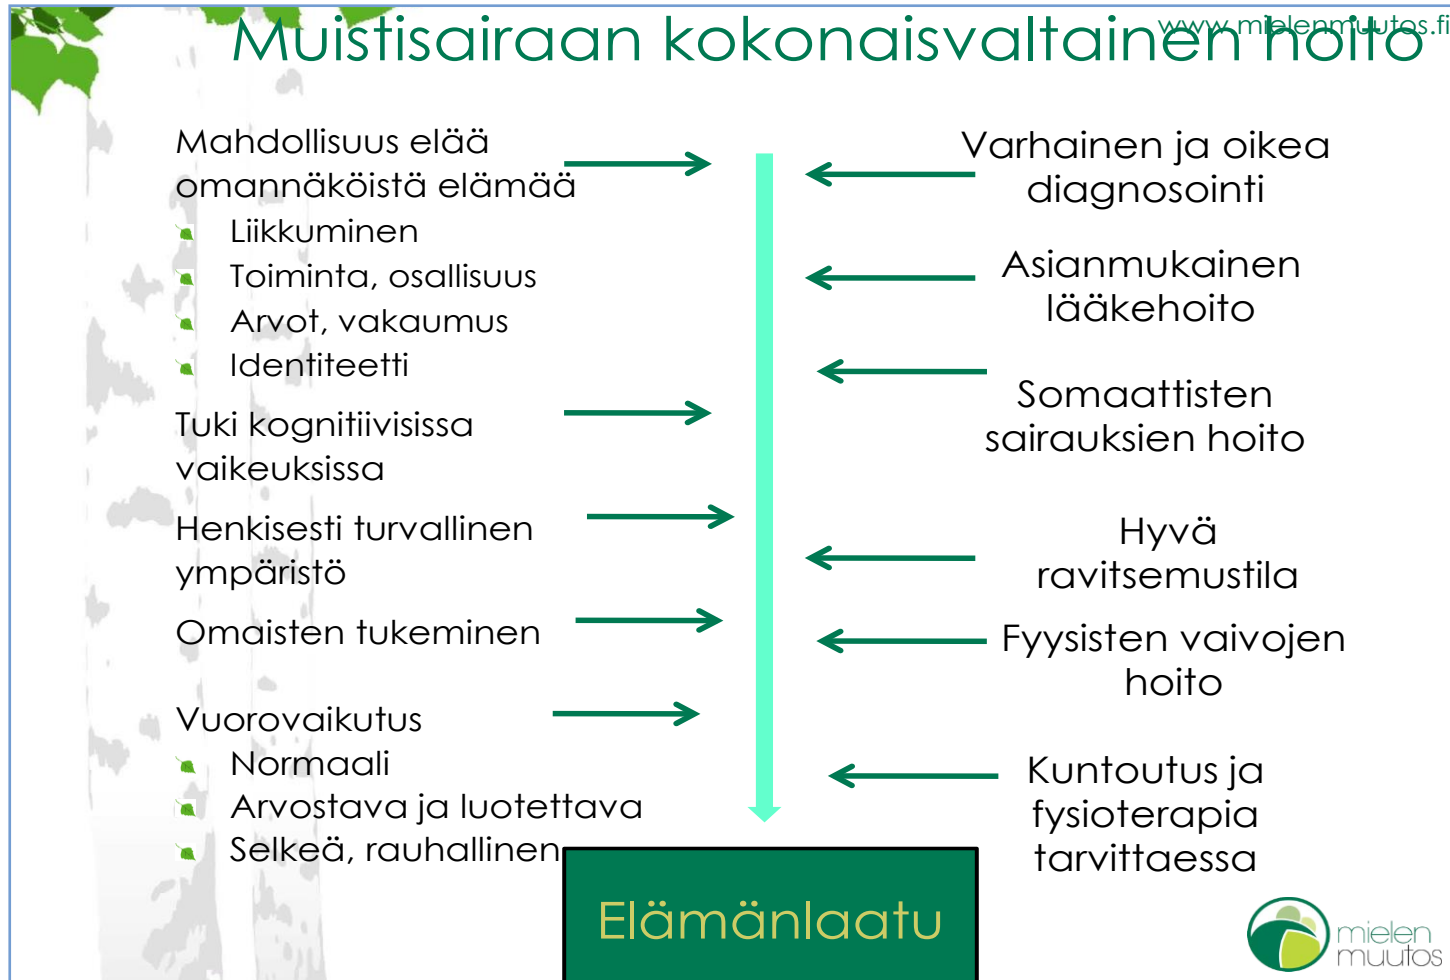 www.mielenmuutos.fi
Muistisairaan kokonaisvaltainen hoito
Mahdollisuus elää
omannäköistä elämää
Liikkuminen
Toiminta, osallisuus
Arvot, vakaumus
Identiteetti
Tuki kognitiivisissa
vaikeuksissa
Henkisesti turvallinen
ympäristö
Omaisten tukeminen
Vuorovaikutus
Normaali
Arvostava ja luotettava
Selkeä, rauhallinen
Varhainen ja oikea
diagnosointi
Asianmukainen
lääkehoito
Somaattisten
sairauksien hoito
Hyvä
ravitsemustila
Fyysisten vaivojen
hoito
Kuntoutus ja
fysioterapia
tarvittaessa
Elämänlaatu
mielen
muutos